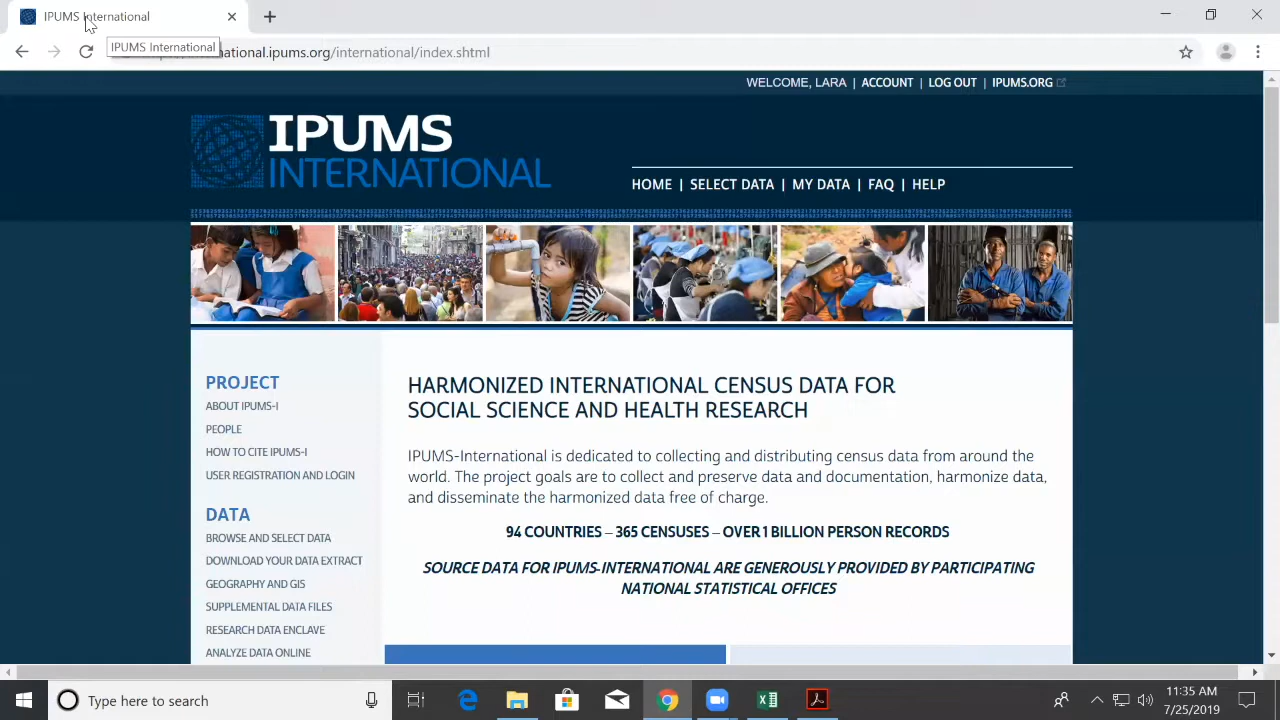 IPUMS International
IPUMS International
national.ipums.org/international/index.shtml
WELCOME, LARA | ACCOUNT | LOG OUT | IPUMS.ORG
IPUMS
INTERNATIONAL
HOME | SELECT DATA | MY DATA | FAQ | HELP
PROJECT
ABOUT IPUMS-I
PEOPLE
HOW TO CITE IPUMS-I
USER REGISTRATION AND LOGIN
DATA
BROWSE AND SELECT DATA
DOWNLOAD YOUR DATA EXTRACT
GEOGRAPHY AND GIS
SUPPLEMENTAL DATA FILES
RESEARCH DATA ENCLAVE
ANALYZE DATA ONLINE
HARMONIZED INTERNATIONAL CENSUS DATA FOR
SOCIAL SCIENCE AND HEALTH RESEARCH
IPUMS-International is dedicated to collecting and distributing census data from around the
world. The project goals are to collect and preserve data and documentation, harmonize data,
and disseminate the harmonized data free of charge.
94 COUNTRIES – 365 CENSUSES – OVER 1 BILLION PERSON RECORDS
SOURCE DATA FOR IPUMS-INTERNATIONAL ARE GENEROUSLY PROVIDED BY PARTICIPATING
NATIONAL STATISTICAL OFFICES
Type here to search
11:35 AM
7/25/2019